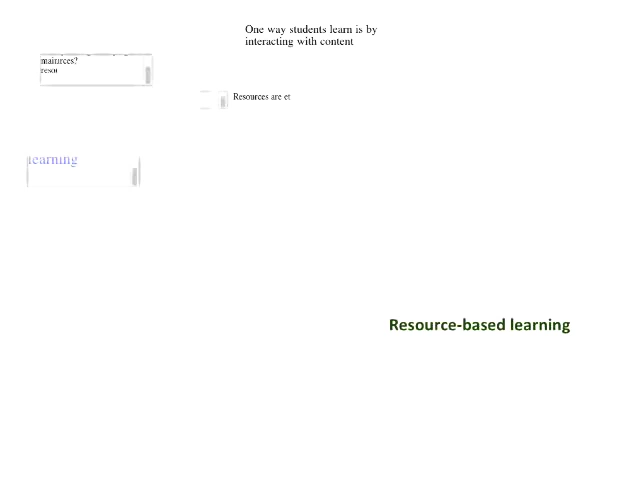 One way students learn is by
interacting with content
Resources are et
learning
Resource-based learning